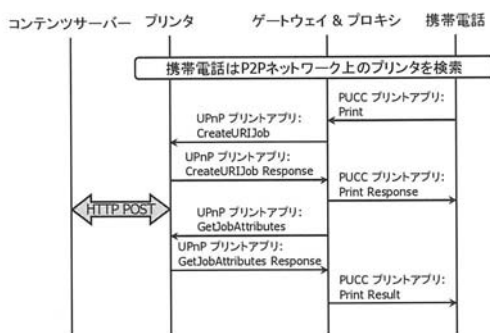 コンテンツサーバー プリンタ ゲートウェイ & プロキシ 携帯電話
携帯電話はP2Pネットワーク上のプリンタを検索
PUCC プリントアプリ:
Print
UPnP プリントアプリ:
CreateURIJob
UPnP プリントアプリ:
CreateURIJob Response
PUCC プリントアプリ:
Print Response
HTTP POST
UPnP プリントアプリ:
GetJobAttributes
UPnP プリントアプリ:
GetJobAttributes Response
PUCC プリントアプリ:
Print Result